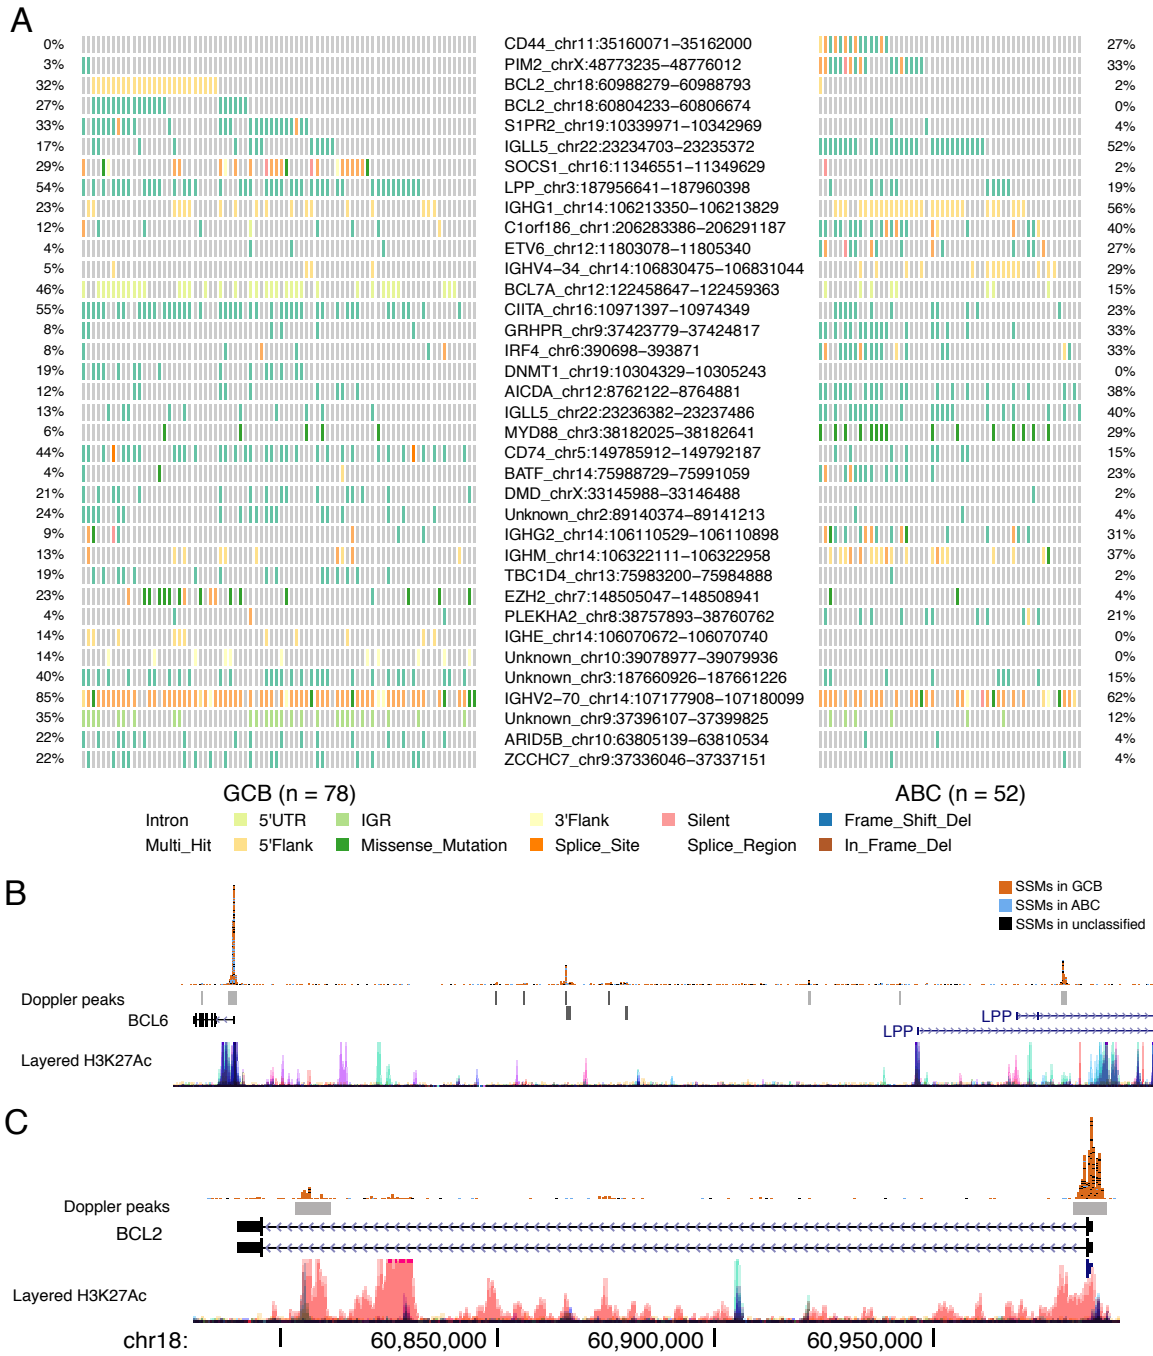 A
0% CD44_chr11:35160071−35162000 27%
3% PIM2_chrX:48773235−48776012 33%
32% BCL2_chr18:60988279−60988793 2%
27% BCL2_chr18:60804233−60806674 0%
33% S1PR2_chr19:10339971−10342969 4%
17% IGLL5_chr22:23234703−23235372 52%
29% SOCS1_chr16:11346551−11349629 2%
54% LPP_chr3:187956641−187960398 19%
23% IGHG1_chr14:106213350−106213829 56%
12% C1orf186_chr1:206283386−206291187 40%
4% ETV6_chr12:11803078−11805340 27%
5% IGHV4−34_chr14:106830475−106831044 29%
46% BCL7A_chr12:122458647−122459363 15%
55% CIITA_chr16:10971397−10974349 23%
8% GRHPR_chr9:37423779−37424817 33%
8% IRF4_chr6:390698−393871 33%
19% DNMT1_chr19:10304329−10305243 0%
12% AICDA_chr12:8762122−8764881 38%
13% IGLL5_chr22:23236382−23237486 40%
6% MYD88_chr3:38182025−38182641 29%
44% CD74_chr5:149785912−149792187 15%
4% BATF_chr14:75988729−75991059 23%
21% DMD_chrX:33145988−33146488 2%
24% Unknown_chr2:89140374−89141213 4%
9% IGHG2_chr14:106110529−106110898 31%
13% IGHM_chr14:106322111−106322958 37%
19% TBC1D4_chr13:75983200−75984888 2%
23% EZH2_chr7:148505047−148508941 4%
4% PLEKHA2_chr8:38757893−38760762 21%
14% IGHE_chr14:106070672−106070740 0%
14% Unknown_chr10:39078977−39079936 0%
40% Unknown_chr3:187660926−187661226 15%
85% IGHV2−70_chr14:107177908−107180099 62%
35% Unknown_chr9:37396107−37399825 12%
22% ARID5B_chr10:63805139−63810534 4%
22% ZCCHC7_chr9:37336046−37337151 4%
GCB (n = 78) ABC (n = 52)
Intron 5'UTR IGR 3'Flank Silent Frame_Shift_Del
Multi_Hit 5'Flank Missense_Mutation Splice_Site Splice_Region In_Frame_Del
B
SSMs in GCB
SSMs in ABC
SSMs in unclassified
Doppler peaks
BCL6
LPP
LPP
Layered H3K27Ac
C
Doppler peaks
BCL2
Layered H3K27Ac
chr18: 60,850,000 60,900,000 60,950,000